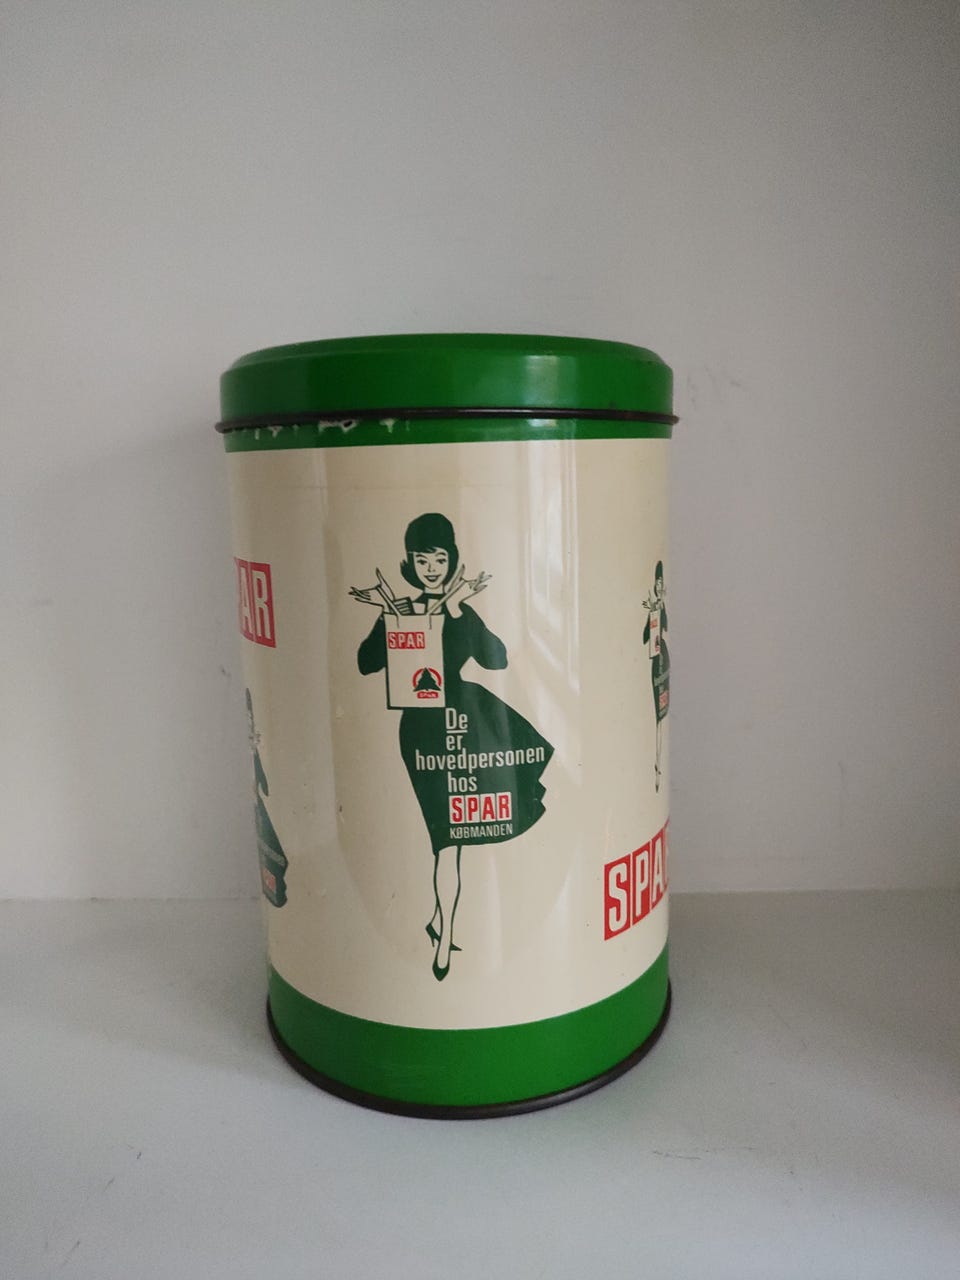 SPAR
SPAR
De
er
hovedpersonen
hos
SPAR
KØBMANDEN